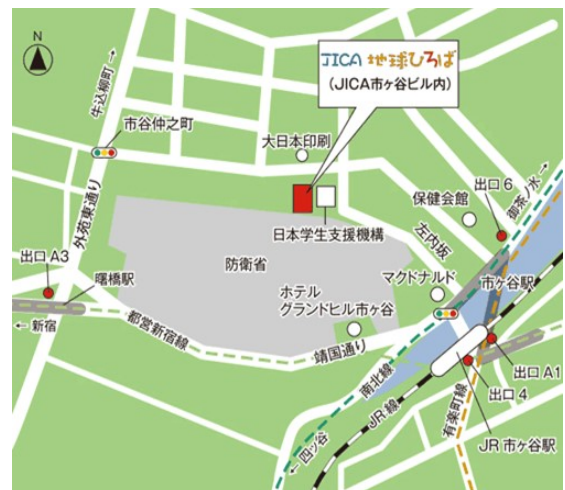 N
牛込柳町
JICA 地球ひろば
(JICA市ヶ谷ビル内)
市谷仲之町
大日本印刷
外苑東通り
保健会館
出口 6
御茶ノ水
日本学生支援機構
左内坂
出口 A3
曙橋駅
防衛省
マクドナルド
市ヶ谷駅
ホテル
グランドヒル市ヶ谷
新宿
都営新宿線
靖国通り
南北線
JR線
出口 A1
出口 4
有楽町線
四ッ谷
JR 市ヶ谷駅